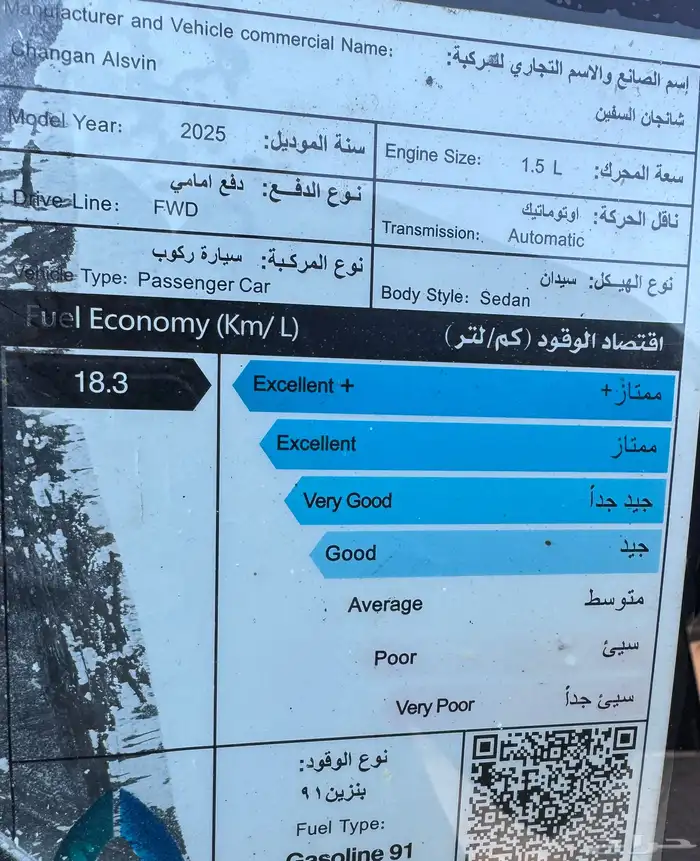 Manufacturer and Vehicle commercial Name:
إسم الصانع والاسم التجاري للمركبة:
Changan Alsvin
شانجان السفين
Model Year: 2025 سنة الموديل:
Engine Size: 1.5 L سعة المحرك:
نوع الدفع: دفع امامي
Drive-Line: FWD
ناقل الحركة: اوتوماتيك
Transmission: Automatic
نوع المركبة: سيارة ركوب
Vehicle Type: Passenger Car
نوع الهيكل: سيدان
Body Style: Sedan
Fuel Economy (Km/ L) اقتصاد الوقود (كم/لتر)
18.3
Excellent + ممتاز+
Excellent ممتاز
Very Good جيد جداً
Good جيد
Average متوسط
Poor سيئ
Very Poor سيئ جداً
نوع الوقود:
بنزين ٩١
Fuel Type:
Gasoline 91